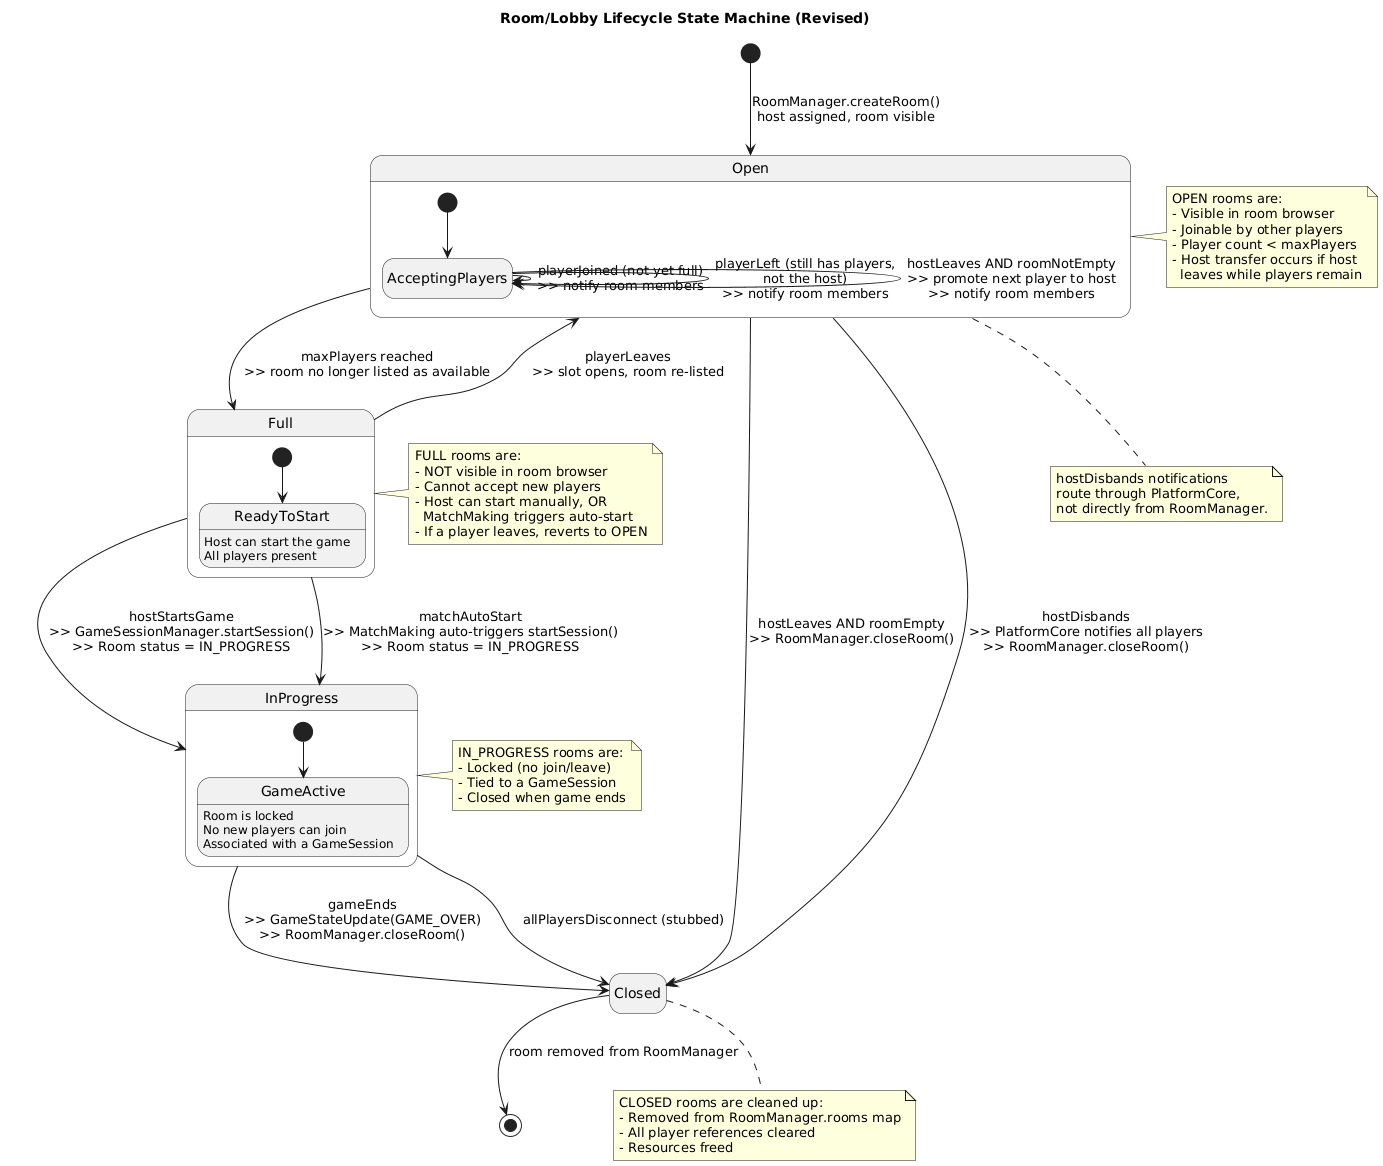 Room/Lobby Lifecycle State Machine (Revised)
RoomManager.createRoom()
host assigned, room visible
Open
OPEN rooms are:
- Visible in room browser
- Joinable by other players
- Player count < maxPlayers
- Host transfer occurs if host
leaves while players remain
AcceptingPlayers
playerJoined (not yet full)
>> notify room members
playerLeft (still has players,
not the host)
>> notify room members
hostLeaves AND roomNotEmpty
>> promote next player to host
>> notify room members
maxPlayers reached
>> room no longer listed as available
playerLeaves
>> slot opens, room re-listed
Full
ReadyToStart
Host can start the game
All players present
FULL rooms are:
- NOT visible in room browser
- Cannot accept new players
- Host can start manually, OR
MatchMaking triggers auto-start
- If a player leaves, reverts to OPEN
hostDisbands notifications
route through PlatformCore,
not directly from RoomManager.
hostStartsGame
>> GameSessionManager.startSession()
>> Room status = IN_PROGRESS
matchAutoStart
>> MatchMaking auto-triggers startSession()
>> Room status = IN_PROGRESS
hostLeaves AND roomEmpty
>> RoomManager.closeRoom()
hostDisbands
>> PlatformCore notifies all players
>> RoomManager.closeRoom()
InProgress
GameActive
Room is locked
No new players can join
Associated with a GameSession
IN_PROGRESS rooms are:
- Locked (no join/leave)
- Tied to a GameSession
- Closed when game ends
gameEnds
>> GameStateUpdate(GAME_OVER)
>> RoomManager.closeRoom()
allPlayersDisconnect (stubbed)
Closed
room removed from RoomManager
CLOSED rooms are cleaned up:
- Removed from RoomManager.rooms map
- All player references cleared
- Resources freed